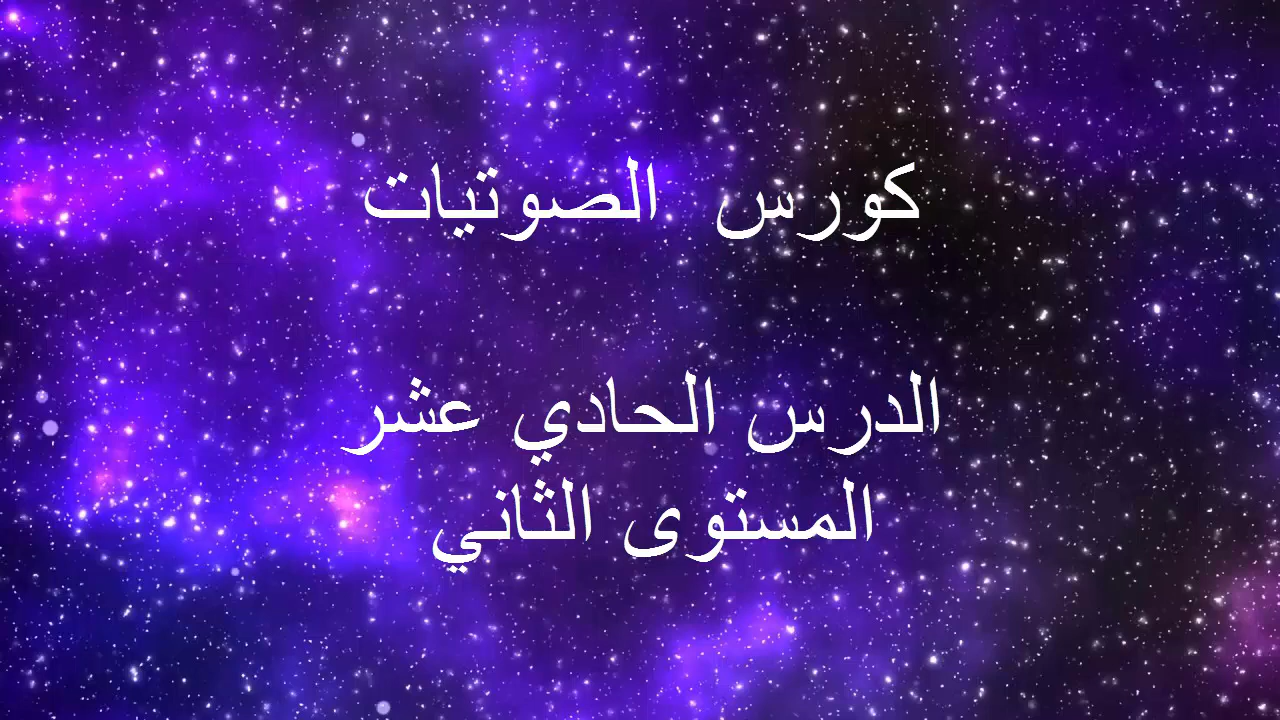 كورس الصوتيات
الدرس الحادي عشر
المستوى الثاني